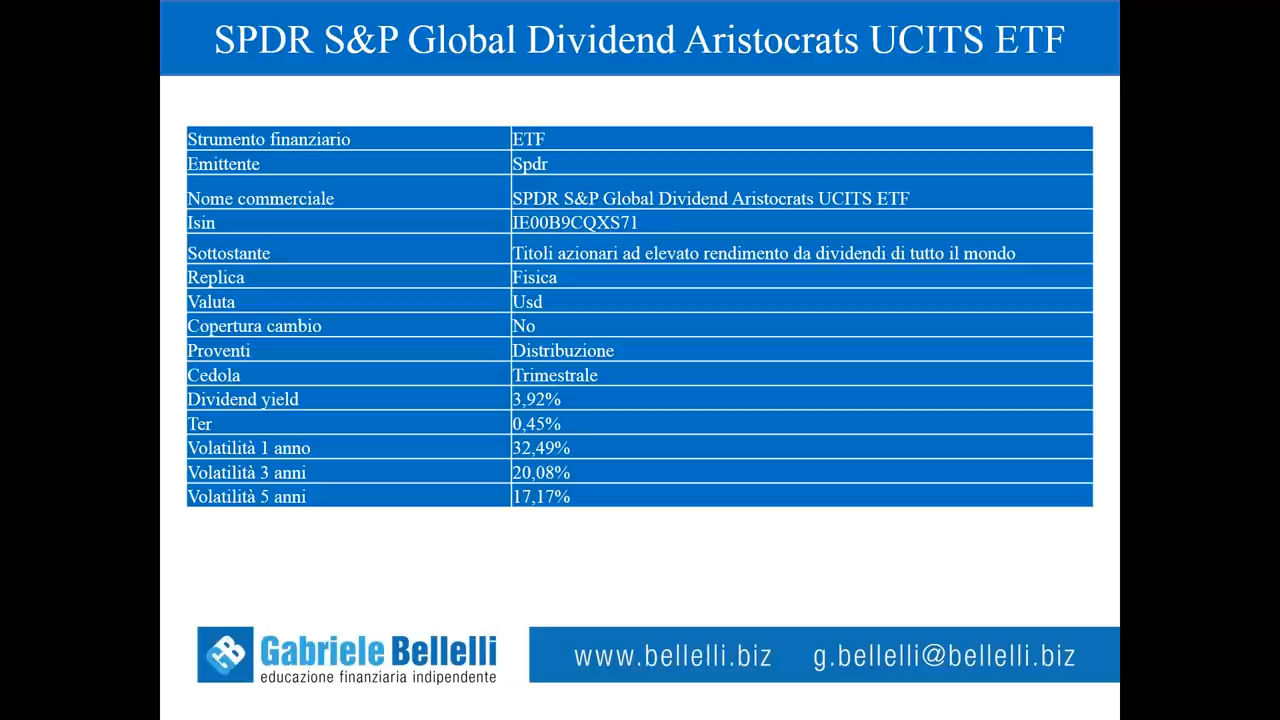 SPDR S&P Global Dividend Aristocrats UCITS ETF
Strumento finanziario ETF
Emittente Spdr
Nome commerciale SPDR S&P Global Dividend Aristocrats UCITS ETF
Isin IE00B9CQXS71
Sottostante Titoli azionari ad elevato rendimento da dividendi di tutto il mondo
Replica Fisica
Valuta Usd
Copertura cambio No
Proventi Distribuzione
Cedola Trimestrale
Dividend yield 3,92%
Ter 0,45%
Volatilità 1 anno 32,49%
Volatilità 3 anni 20,08%
Volatilità 5 anni 17,17%
Gabriele Bellelli
educazione finanziaria indipendente
www.bellelli.biz g.bellelli@bellelli.biz